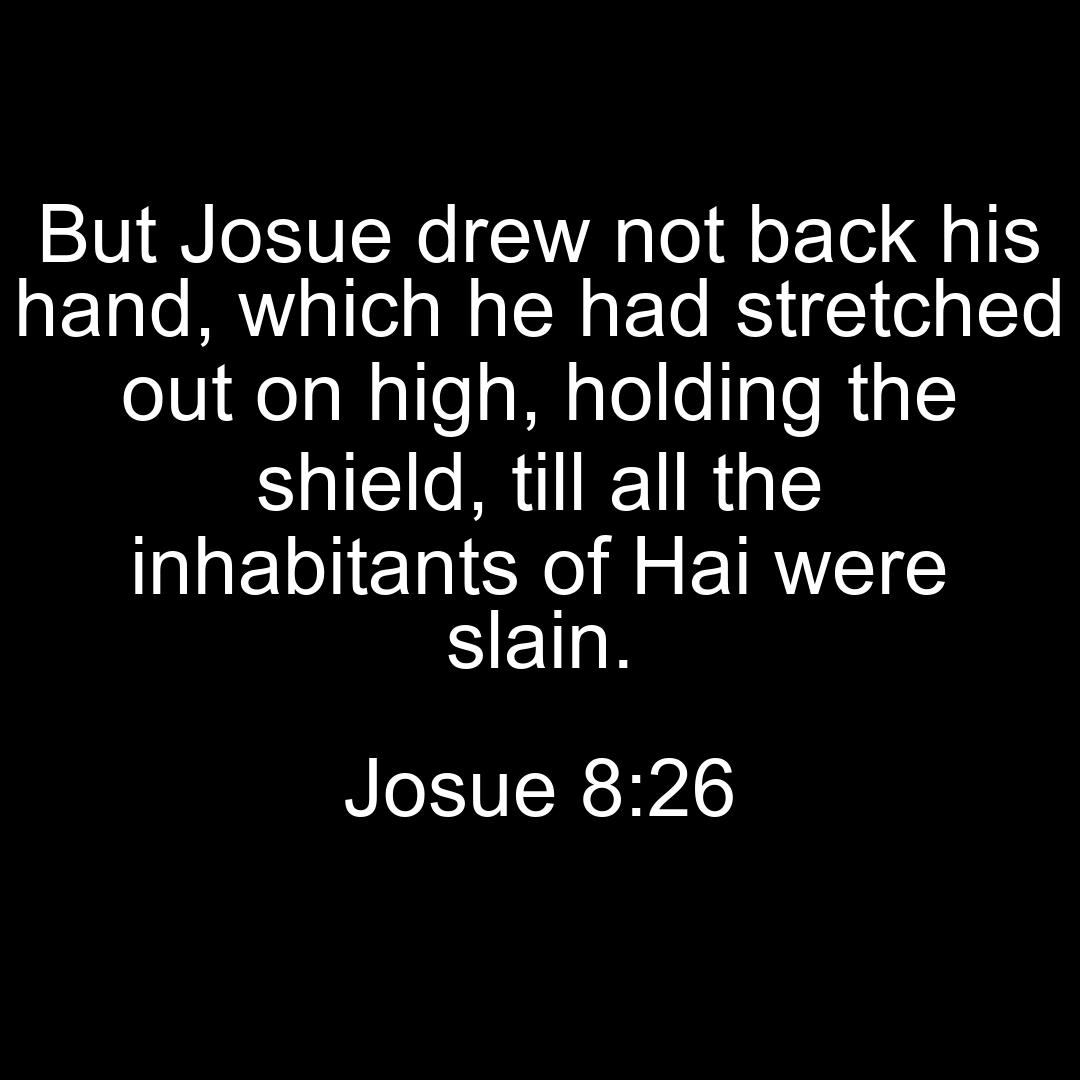 But Josue drew not back his
hand, which he had stretched
out on high, holding the
shield, till all the
inhabitants of Hai were
slain.
Josue 8:26